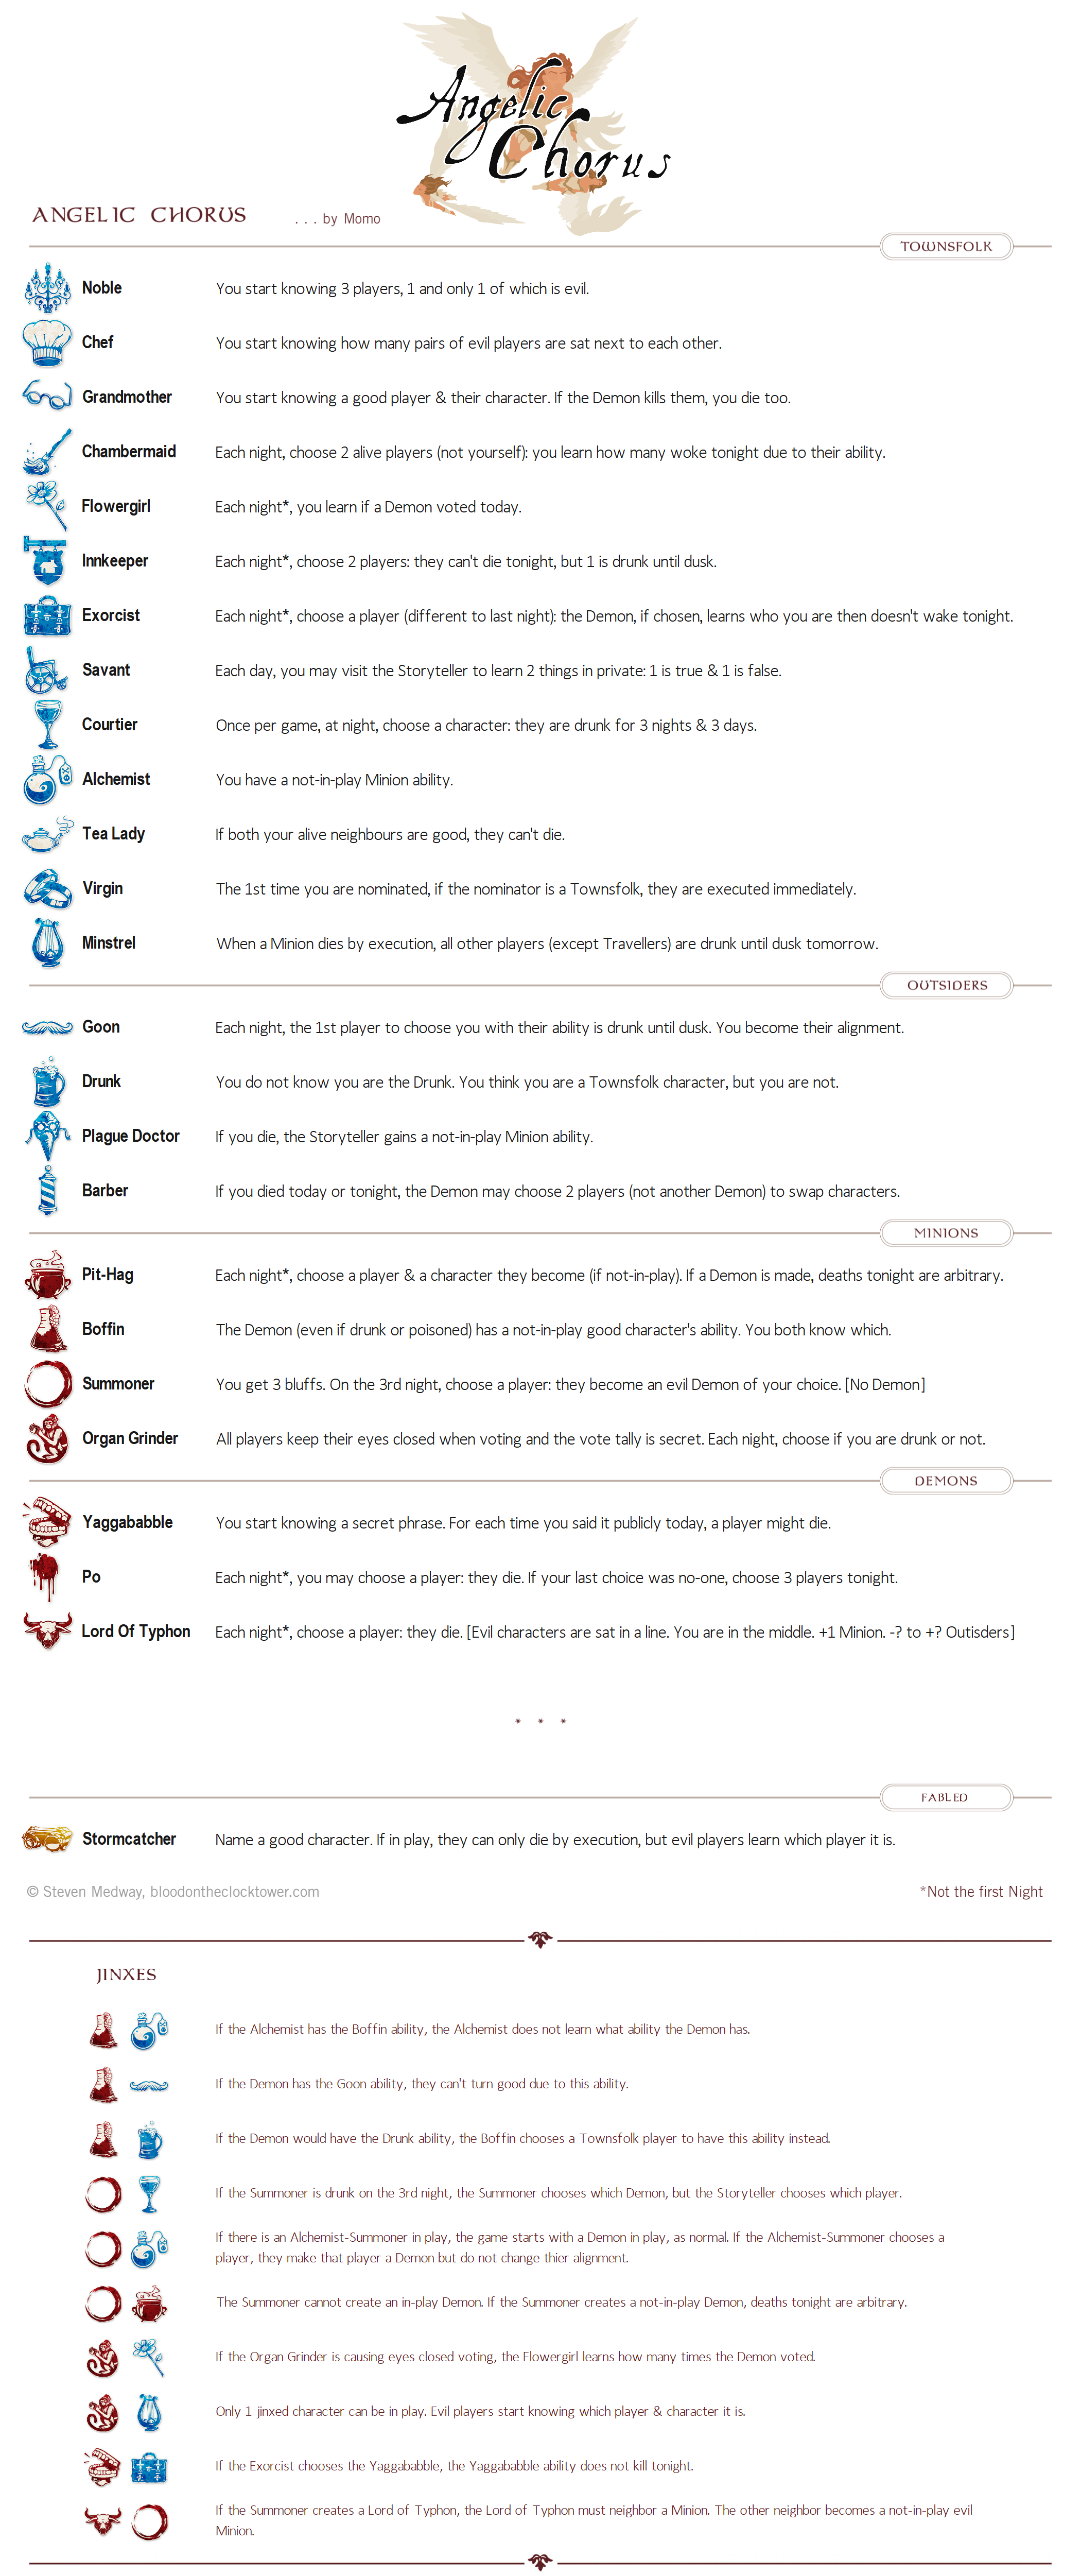 Angelic
Chorus
ANGELIC CHORUS . . . by Momo
TOWNSFOLK
Noble You start knowing 3 players, 1 and only 1 of which is evil.
Chef You start knowing how many pairs of evil players are sat next to each other.
Grandmother You start knowing a good player & their character. If the Demon kills them, you die too.
Chambermaid Each night, choose 2 alive players (not yourself): you learn how many woke tonight due to their ability.
Flowergirl Each night*, you learn if a Demon voted today.
Innkeeper Each night*, choose 2 players: they can't die tonight, but 1 is drunk until dusk.
Exorcist Each night*, choose a player (different to last night): the Demon, if chosen, learns who you are then doesn't wake tonight.
Savant Each day, you may visit the Storyteller to learn 2 things in private: 1 is true & 1 is false.
Courtier Once per game, at night, choose a character: they are drunk for 3 nights & 3 days.
Alchemist You have a not-in-play Minion ability.
Tea Lady If both your alive neighbours are good, they can't die.
Virgin The 1st time you are nominated, if the nominator is a Townsfolk, they are executed immediately.
Minstrel When a Minion dies by execution, all other players (except Travellers) are drunk until dusk tomorrow.
OUTSIDERS
Goon Each night, the 1st player to choose you with their ability is drunk until dusk. You become their alignment.
Drunk You do not know you are the Drunk. You think you are a Townsfolk character, but you are not.
Plague Doctor If you die, the Storyteller gains a not-in-play Minion ability.
Barber If you died today or tonight, the Demon may choose 2 players (not another Demon) to swap characters.
MINIONS
Pit-Hag Each night*, choose a player & a character they become (if not-in-play). If a Demon is made, deaths tonight are arbitrary.
Boffin The Demon (even if drunk or poisoned) has a not-in-play good character's ability. You both know which.
Summoner You get 3 bluffs. On the 3rd night, choose a player: they become an evil Demon of your choice. [No Demon]
Organ Grinder All players keep their eyes closed when voting and the vote tally is secret. Each night, choose if you are drunk or not.
DEMONS
Yaggababble You start knowing a secret phrase. For each time you said it publicly today, a player might die.
Po Each night*, you may choose a player: they die. If your last choice was no-one, choose 3 players tonight.
Lord Of Typhon Each night*, choose a player: they die. [Evil characters are sat in a line. You are in the middle. +1 Minion. -? to +? Outisders]
* * *
FABLED
Stormcatcher Name a good character. If in play, they can only die by execution, but evil players learn which player it is.
© Steven Medway, bloodontheclocktower.com *Not the first Night
JINXES
If the Alchemist has the Boffin ability, the Alchemist does not learn what ability the Demon has.
If the Demon has the Goon ability, they can't turn good due to this ability.
If the Demon would have the Drunk ability, the Boffin chooses a Townsfolk player to have this ability instead.
If the Summoner is drunk on the 3rd night, the Summoner chooses which Demon, but the Storyteller chooses which player.
If there is an Alchemist-Summoner in play, the game starts with a Demon in play, as normal. If the Alchemist-Summoner chooses a
player, they make that player a Demon but do not change thier alignment.
The Summoner cannot create an in-play Demon. If the Summoner creates a not-in-play Demon, deaths tonight are arbitrary.
If the Organ Grinder is causing eyes closed voting, the Flowergirl learns how many times the Demon voted.
Only 1 jinxed character can be in play. Evil players start knowing which player & character it is.
If the Exorcist chooses the Yaggababble, the Yaggababble ability does not kill tonight.
If the Summoner creates a Lord of Typhon, the Lord of Typhon must neighbor a Minion. The other neighbor becomes a not-in-play evil
Minion.